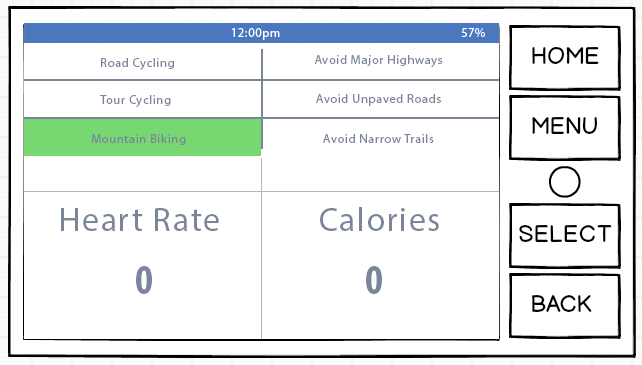 12:00pm 57%
Road Cycling
Avoid Major Highways
Tour Cycling
Avoid Unpaved Roads
Mountain Biking
Avoid Narrow Trails
Heart Rate
Calories
0
0
HOME
MENU
SELECT
BACK